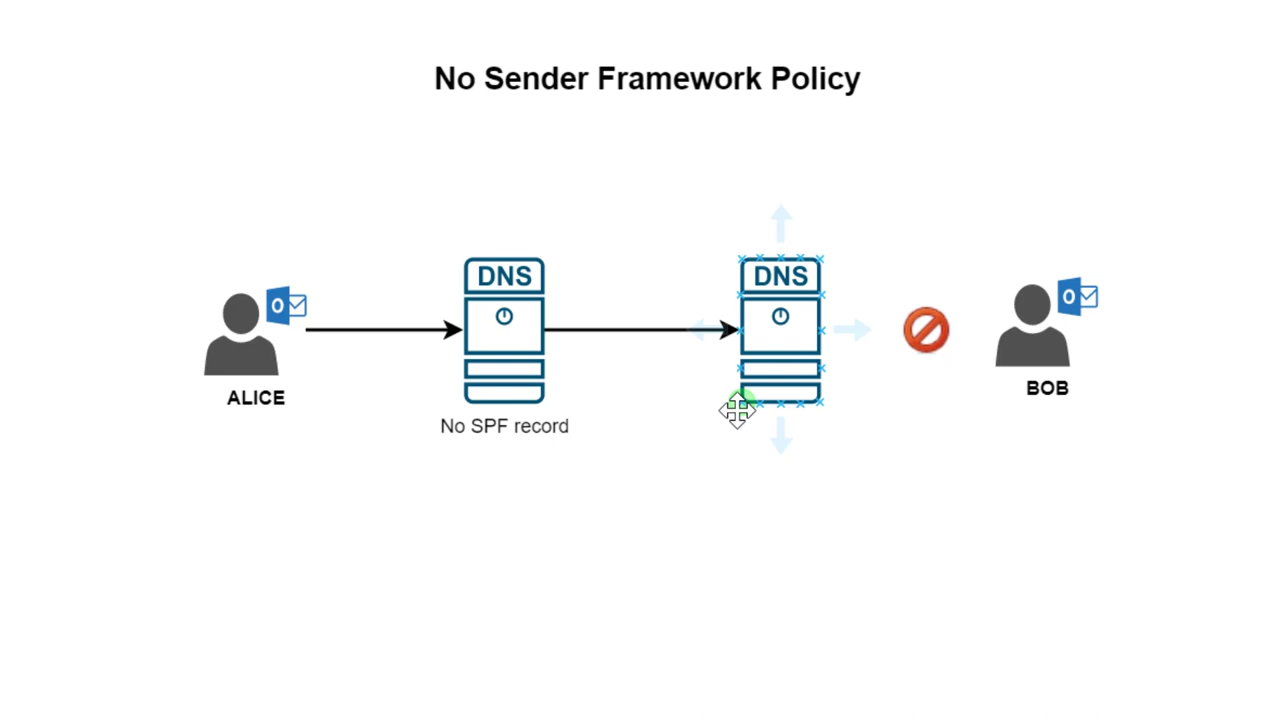 No Sender Framework Policy
DNS
DNS
O
O
ALICE
BOB
No SPF record